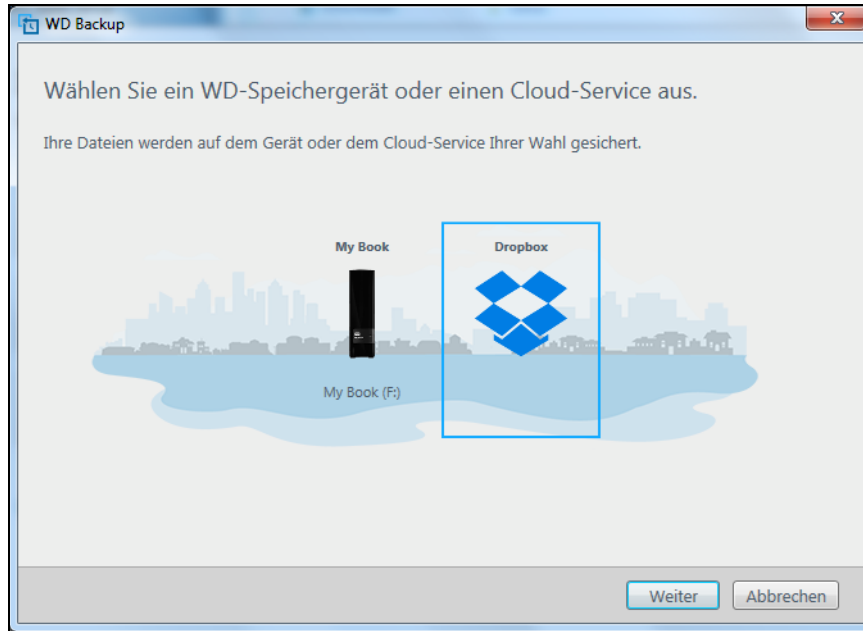 WD Backup
Wählen Sie ein WD-Speichergerät oder einen Cloud-Service aus.
Ihre Dateien werden auf dem Gerät oder dem Cloud-Service Ihrer Wahl gesichert.
My Book
Dropbox
My Book (F:)
Weiter
Abbrechen